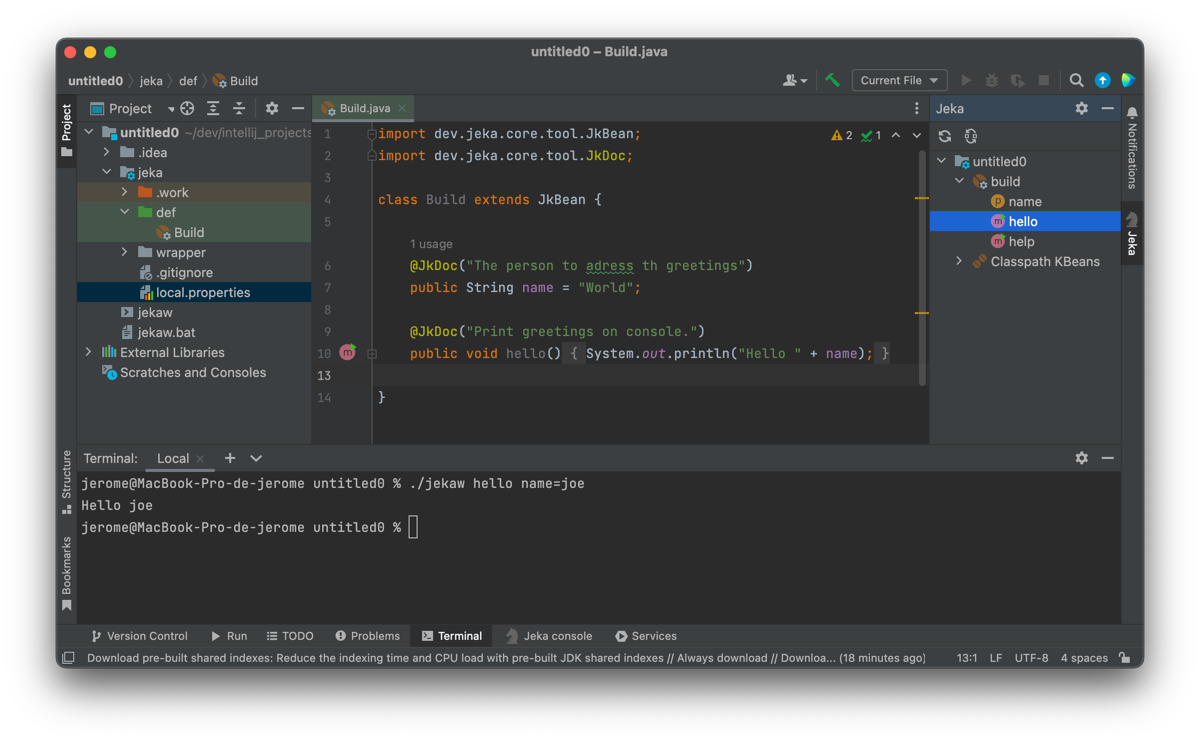 untitled0 – Build.java
untitled0 jeka def Build
Current File
Project
Project
untitled0 ~/dev/intellij_projects
.idea
jeka
.work
def
Build
wrapper
.gitignore
local.properties
jekaw
jekaw.bat
External Libraries
Scratches and Consoles
Build.java
2 1
1 import dev.jeka.core.tool.JkBean;
2 import dev.jeka.core.tool.JkDoc;
3
4 class Build extends JkBean {
5
1 usage
6 @JkDoc("The person to adress th greetings")
7 public String name = "World";
8
9 @JkDoc("Print greetings on console.")
10 public void hello() { System.out.println("Hello " + name); }
13
14 }
Jeka
untitled0
build
p name
m hello
m help
Classpath KBeans
Notifications
Jeka
Structure
Bookmarks
Terminal: Local
jerome@MacBook-Pro-de-jerome untitled0 % ./jekaw hello name=joe
Hello joe
jerome@MacBook-Pro-de-jerome untitled0 %
Version Control Run TODO Problems Terminal Jeka console Services
Download pre-built shared indexes: Reduce the indexing time and CPU load with pre-built JDK shared indexes // Always download // Downloa... (18 minutes ago) 13:1 LF UTF-8 4 spaces